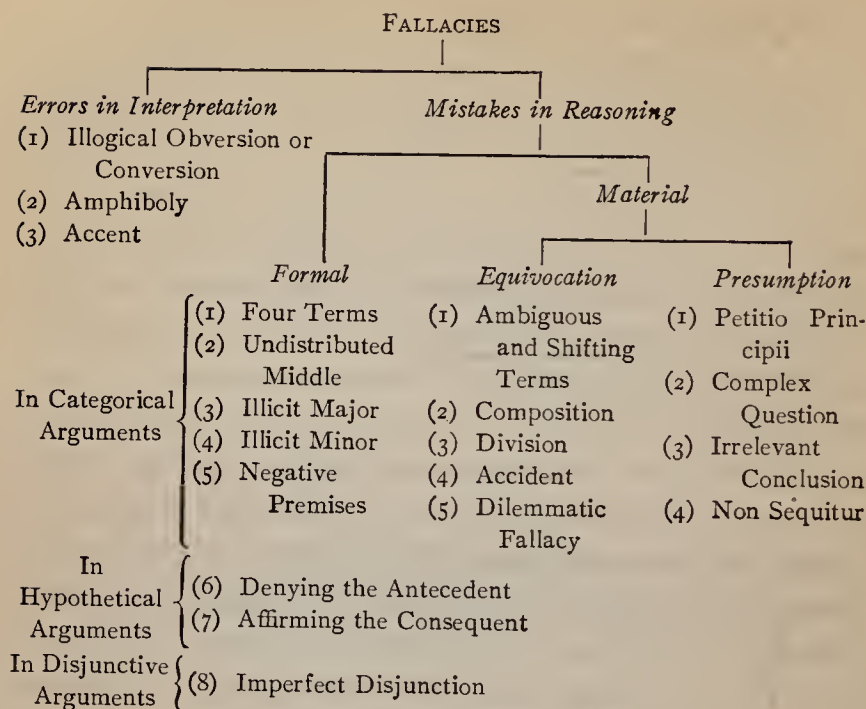 FALLACIES
Errors in Interpretation
(1) Illogical Obversion or
Conversion
(2) Amphiboly
(3) Accent
Mistakes in Reasoning
Material
Formal
In Categorical
Arguments
(1) Four Terms
(2) Undistributed
Middle
(3) Illicit Major
(4) Illicit Minor
(5) Negative
Premises
In
Hypothetical
Arguments
(6) Denying the Antecedent
(7) Affirming the Consequent
In Disjunctive
Arguments
(8) Imperfect Disjunction
Equivocation
(1) Ambiguous
and Shifting
Terms
(2) Composition
(3) Division
(4) Accident
(5) Dilemmatic
Fallacy
Presumption
(1) Petitio Prin-
cipii
(2) Complex
Question
(3) Irrelevant
Conclusion
(4) Non Sequitur